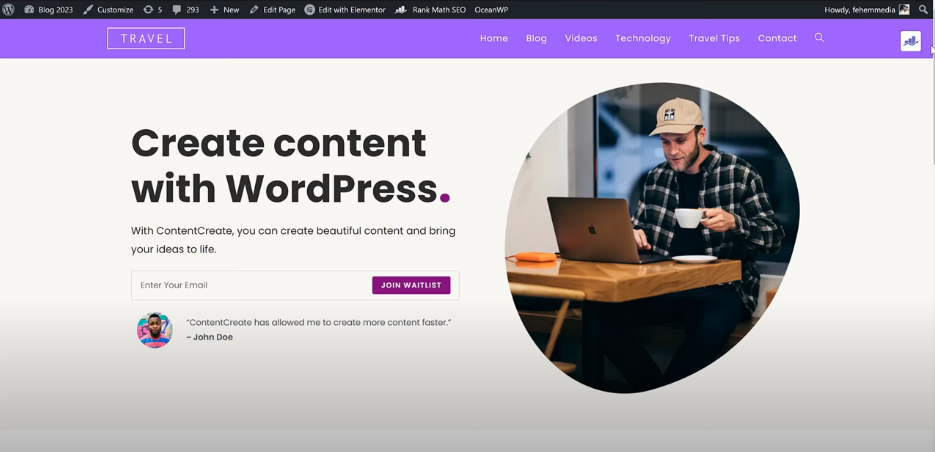 Blog 2023 Customize 5 293 New Edit Page Edit with Elementor Rank Math SEO OceanWP Howdy, fehemmedia
TRAVEL Home Blog Videos Technology Travel Tips Contact
Create content
with WordPress.
With ContentCreate, you can create beautiful content and bring
your ideas to life.
Enter Your Email JOIN WAITLIST
“ContentCreate has allowed me to create more content faster.”
– John Doe